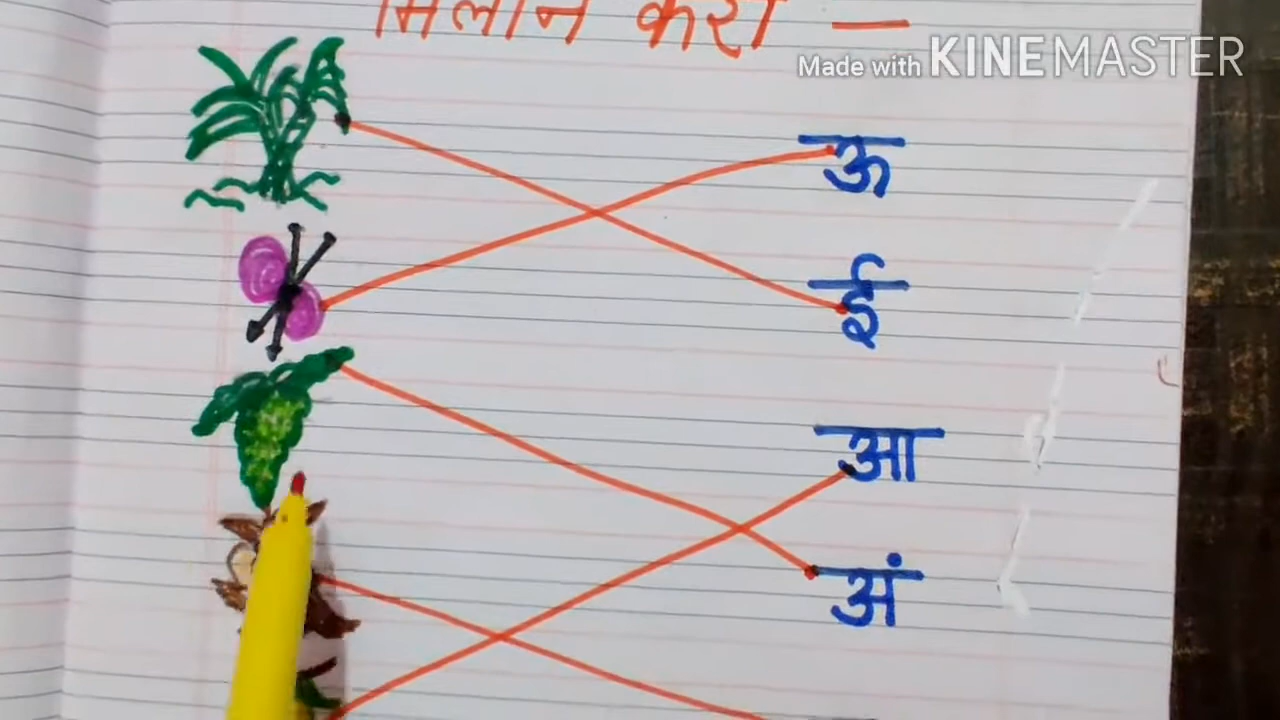 मिलान करो —
Made with KINEMASTER
ऊ
ई
आ
अं